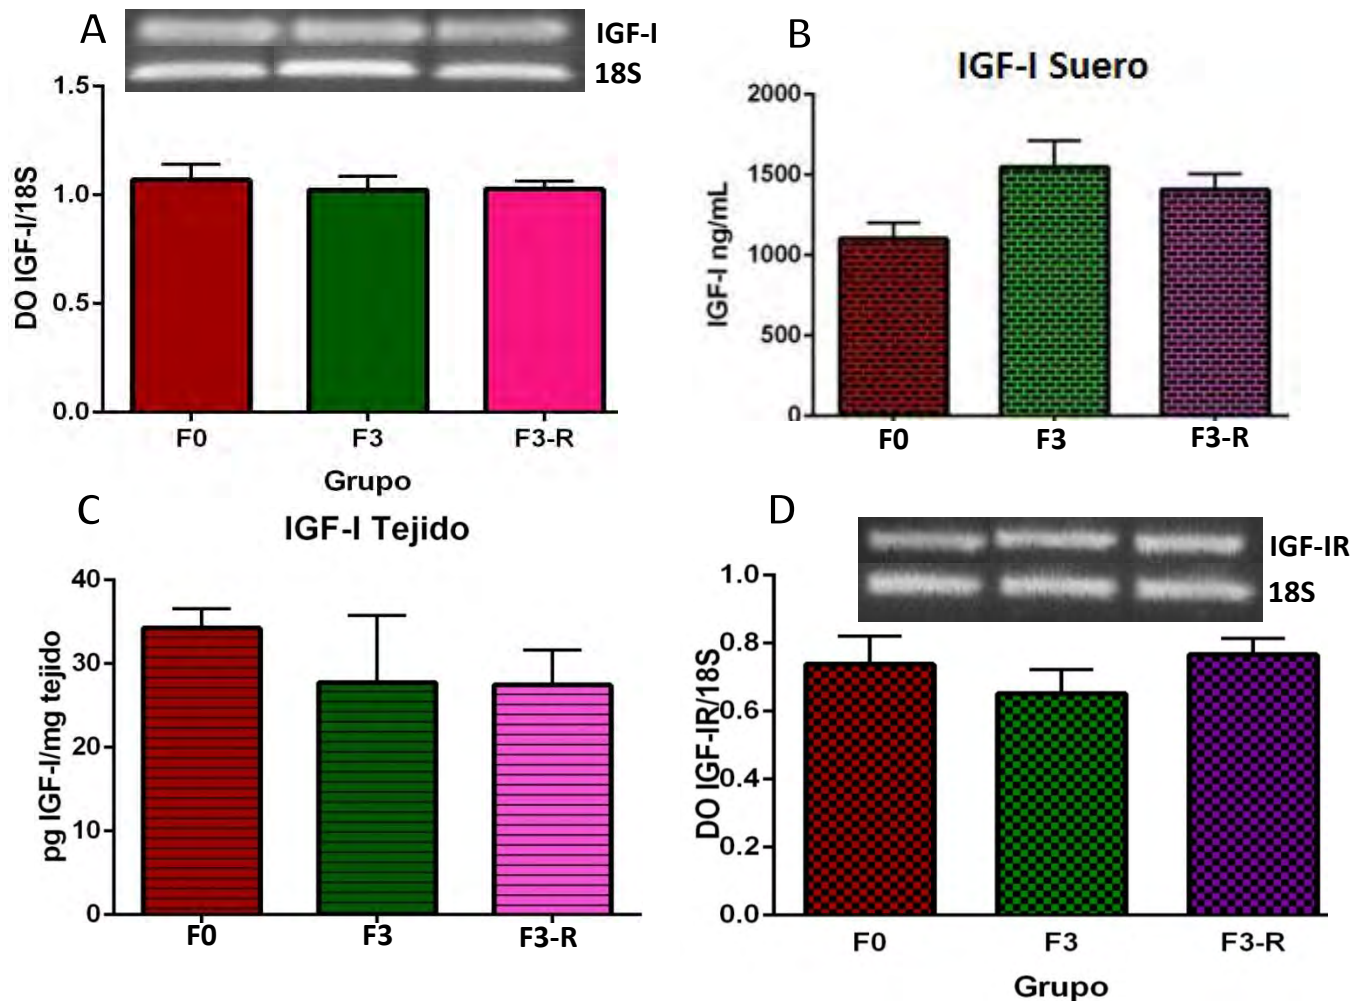 A
IGF-I
18S
DO IGF-I/18S
1.5
1.0
0.5
0.0
F0 F3 F3-R
Grupo
B
IGF-I Suero
IGF-I ng/mL
2000
1500
1000
500
0
F0 F3 F3-R
C
IGF-I Tejido
pg IGF-I/mg tejido
40
30
20
10
0
F0 F3 F3-R
D
IGF-IR
18S
DO IGF-IR/18S
1.0
0.8
0.6
0.4
0.2
0.0
F0 F3 F3-R
Grupo